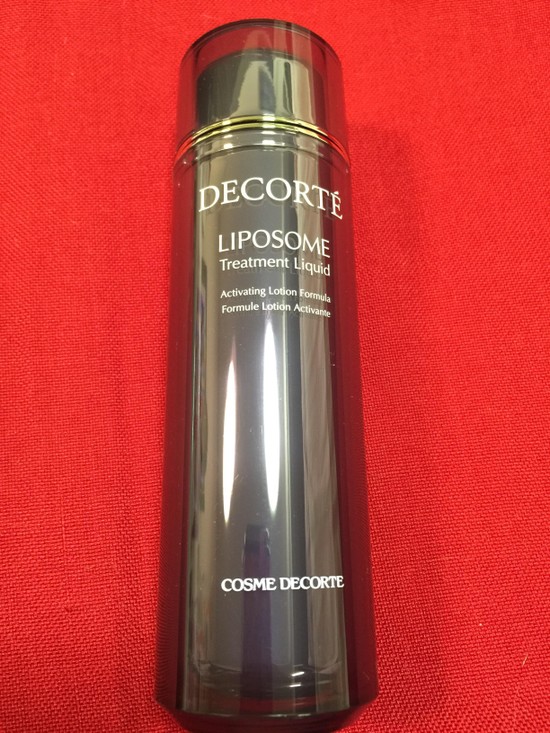 DECORTÉ
LIPOSOME
Treatment Liquid
Activating Lotion Formula
Formule Lotion Activante
COSME DECORTE